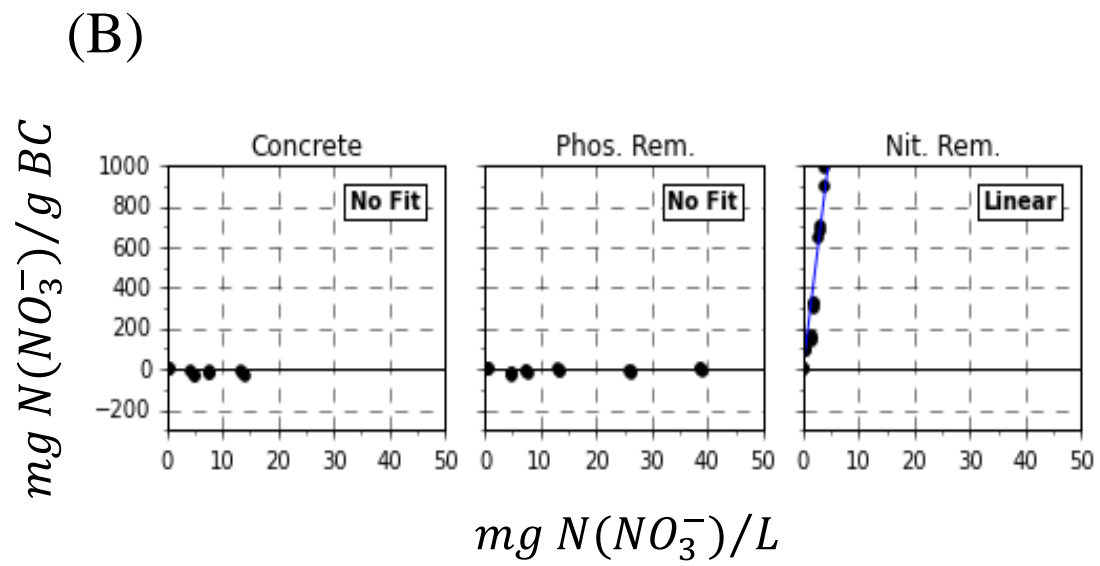 (B)
mg N(NO₃⁻)/g BC
Concrete
Phos. Rem.
Nit. Rem.
No Fit
No Fit
Linear
1000
800
600
400
200
0
−200
0 10 20 30 40 50
0 10 20 30 40 50
0 10 20 30 40 50
mg N(NO₃⁻)/L